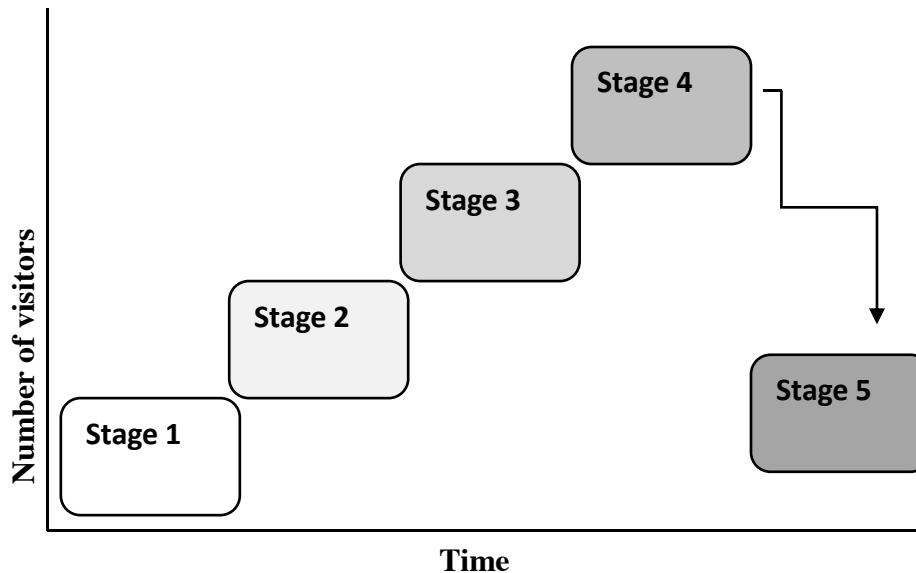 Stage 4
Stage 3
Stage 2
Stage 5
Stage 1
Number of visitors
Time